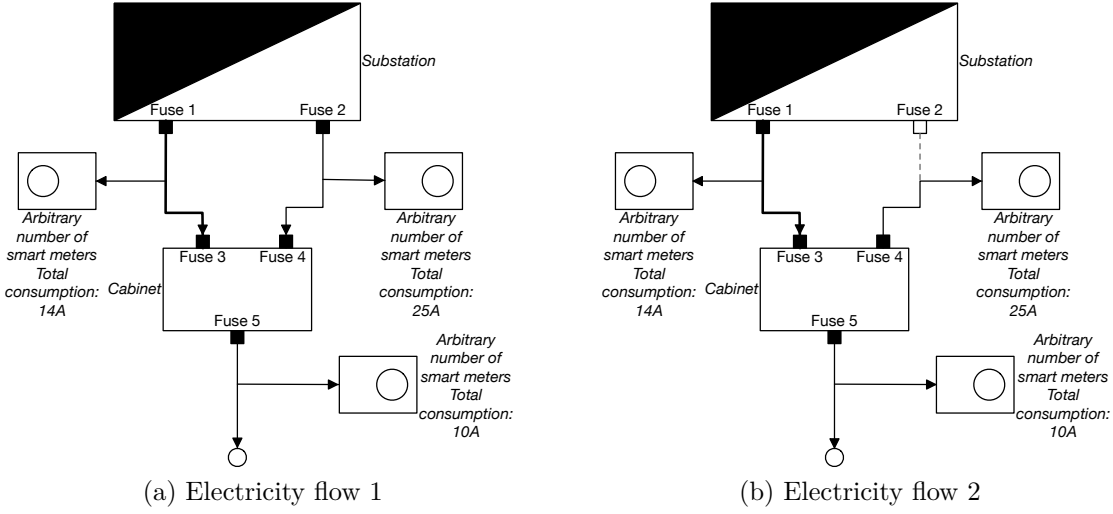 Substation
Fuse 1
Fuse 2
Arbitrary
number of
smart meters
Total
consumption:
14A
Arbitrary
number of
smart meters
Total
consumption:
25A
Fuse 3
Fuse 4
Cabinet
Fuse 5
Arbitrary
number of
smart meters
Total
consumption:
10A
(a) Electricity flow 1
Substation
Fuse 1
Fuse 2
Arbitrary
number of
smart meters
Total
consumption:
14A
Arbitrary
number of
smart meters
Total
consumption:
25A
Fuse 3
Fuse 4
Cabinet
Fuse 5
Arbitrary
number of
smart meters
Total
consumption:
10A
(b) Electricity flow 2